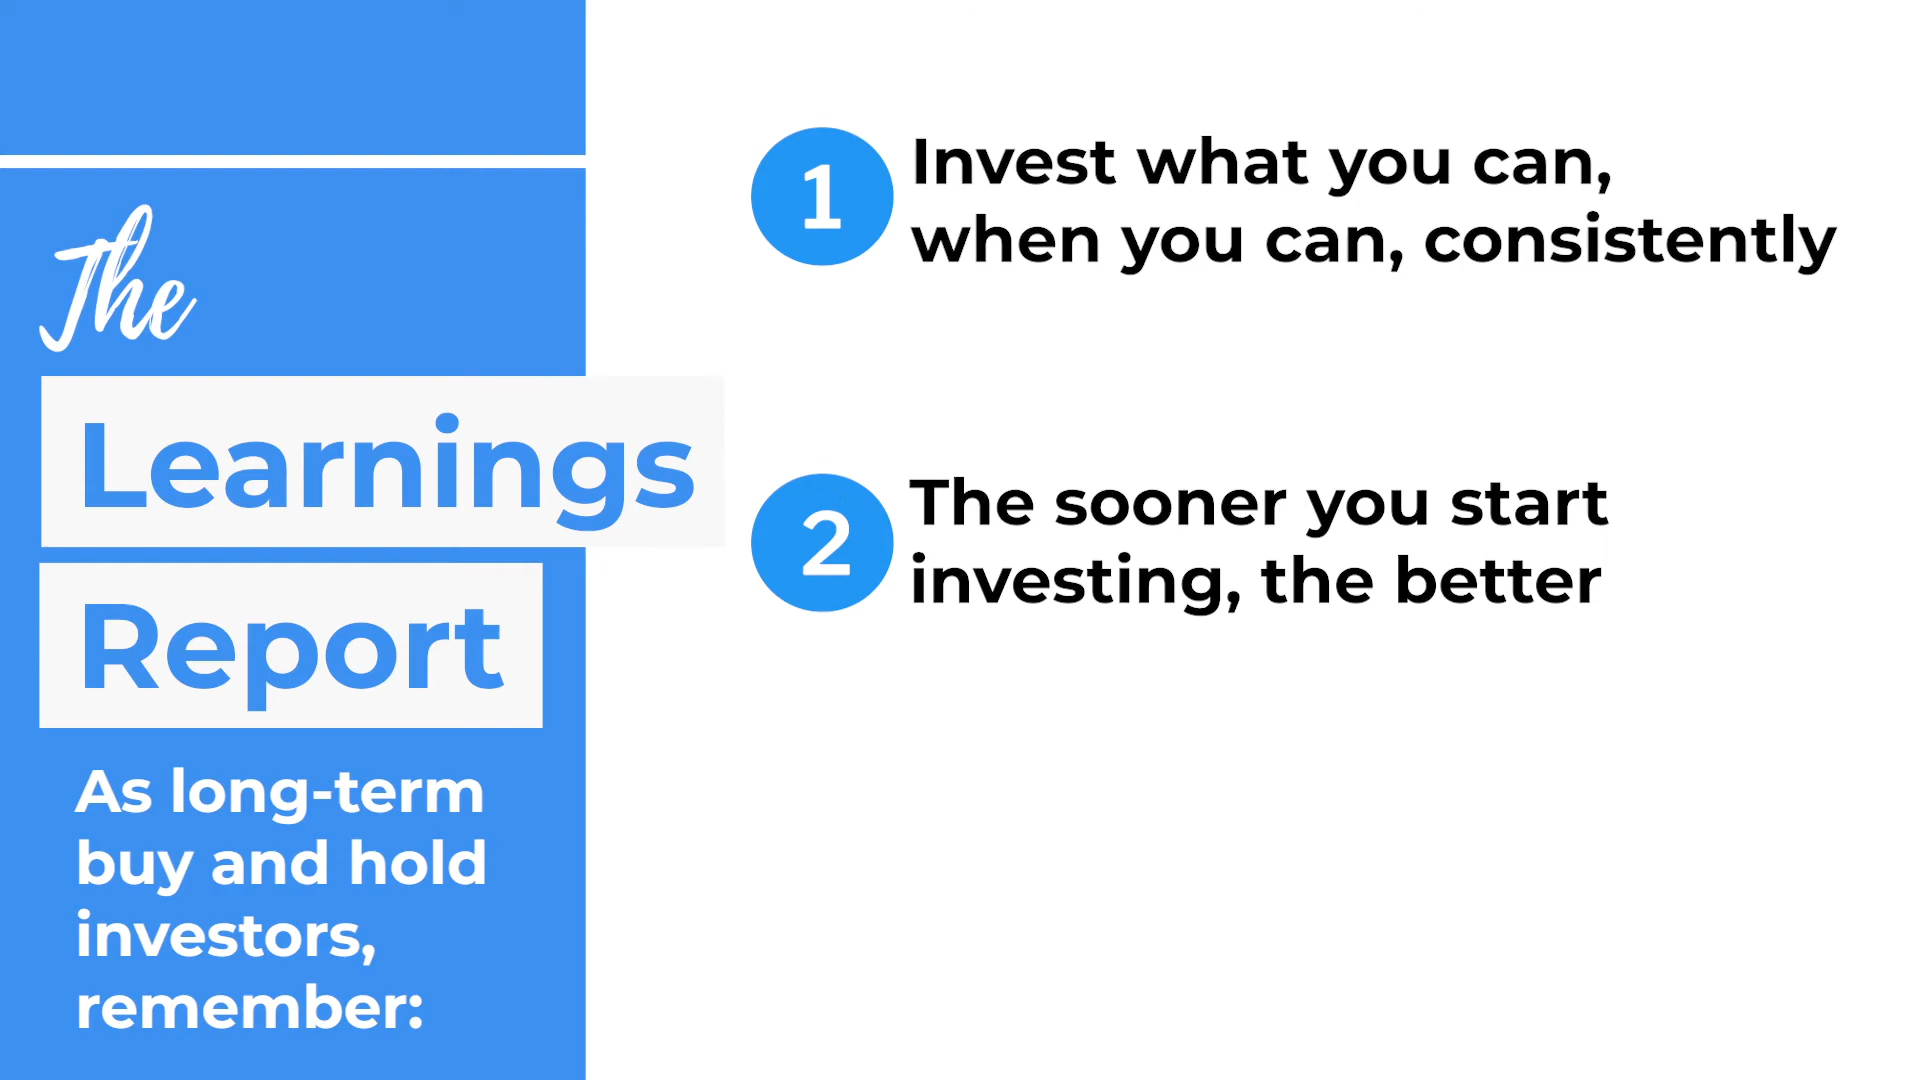 The
Learnings
Report
As long-term
buy and hold
investors,
remember:
1
Invest what you can,
when you can, consistently
2
The sooner you start
investing, the better